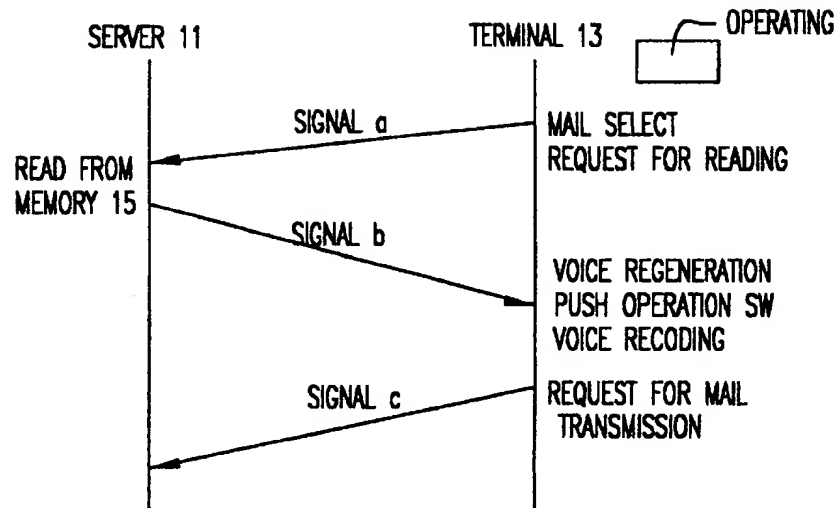 SERVER 11
TERMINAL 13
OPERATING
SIGNAL a
MAIL SELECT
REQUEST FOR READING
READ FROM
MEMORY 15
SIGNAL b
VOICE REGENERATION
PUSH OPERATION SW
VOICE RECODING
SIGNAL c
REQUEST FOR MAIL
TRANSMISSION